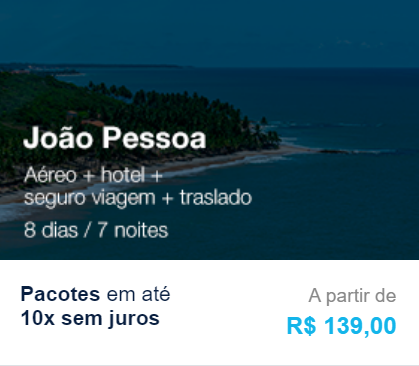 João Pessoa
Aéreo + hotel +
seguro viagem + traslado
8 dias / 7 noites
Pacotes em até
10x sem juros
A partir de
R$ 139,00